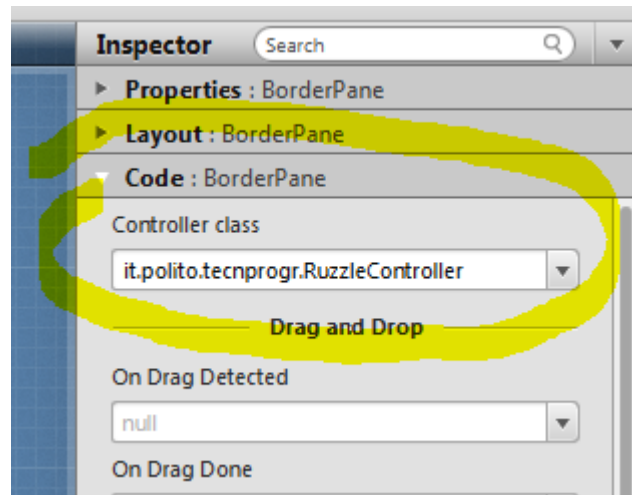 Inspector Search
Properties : BorderPane
Layout : BorderPane
Code : BorderPane
Controller class
it.polito.tecnprogr.RuzzleController
Drag and Drop
On Drag Detected
null
On Drag Done